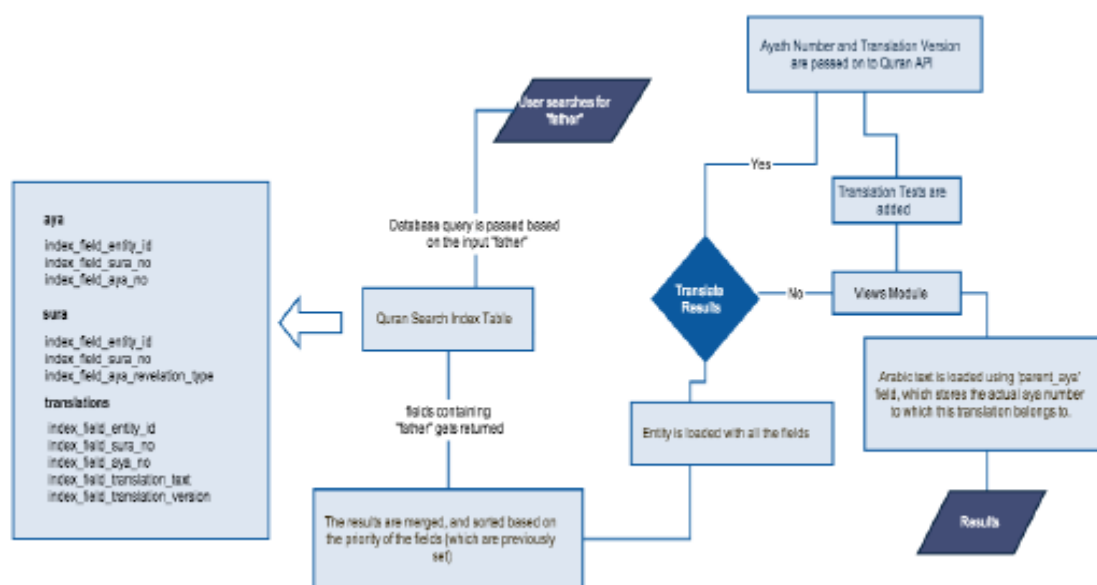 Ayath Number and Translation Version
are passed on to Quran API
User searches for
"father"
Yes
Translation Texts are
added
Database query is passed based
on the input "father"
aya
index_field_entity_id
index_field_sura_no
index_field_aya_no
sura
index_field_entity_id
index_field_sura_no
index_field_aya_revelation_type
translations
index_field_entity_id
index_field_sura_no
index_field_aya_no
index_field_translation_text
index_field_translation_version
Quran Search Index Table
Translate
Results
No
Views Module
fields containing
"father" gets returned
Entity is loaded with all the fields
Arabic text is loaded using 'parent_aya'
field, which stores the actual aya number
to which this translation belongs to.
The results are merged, and sorted based on
the priority of the fields (which are previously
set)
Results